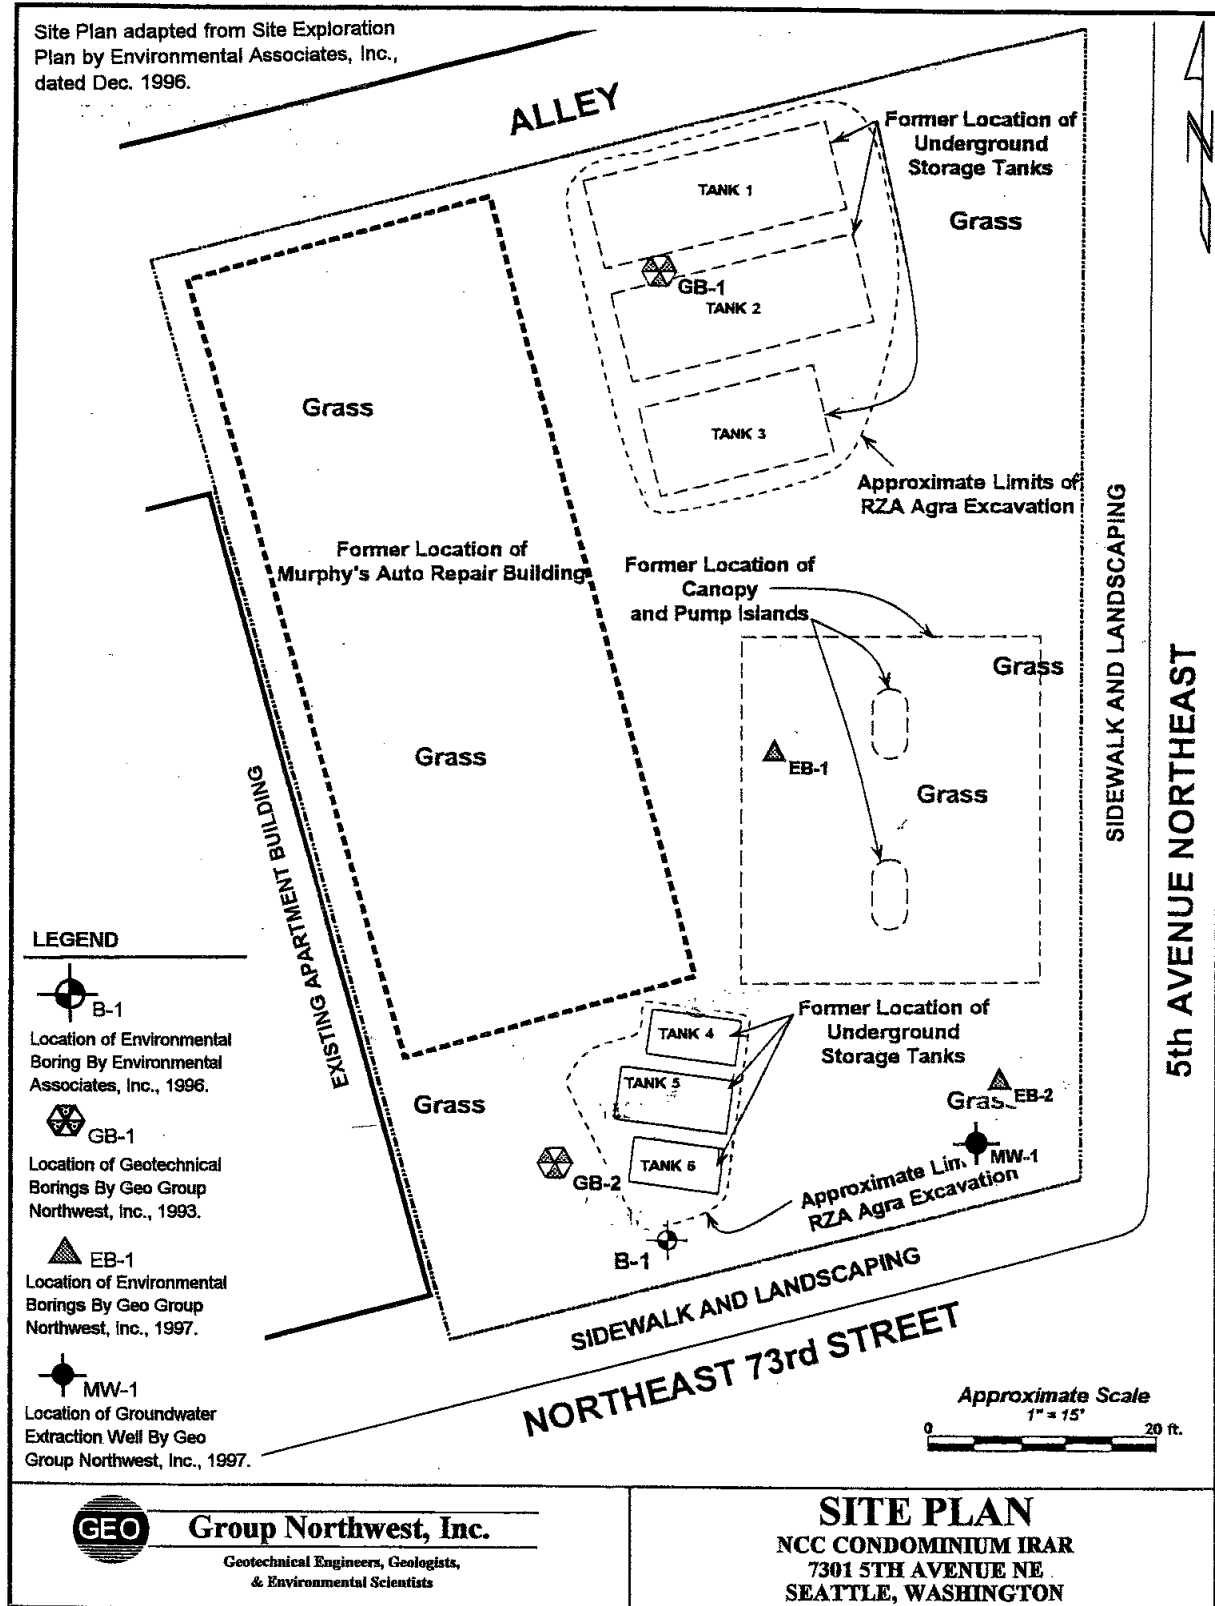 Site Plan adapted from Site Exploration
Plan by Environmental Associates, Inc.,
dated Dec. 1996.
ALLEY
Former Location of
Underground
Storage Tanks
TANK 1
Grass
N
GB-1
TANK 2
Grass
TANK 3
Approximate Limits of
RZA Agra Excavation
Former Location of
Murphy's Auto Repair Building
Former Location of
Canopy
and Pump Islands
SIDEWALK AND LANDSCAPING
5th AVENUE NORTHEAST
Grass
Grass
EB-1
Grass
EXISTING APARTMENT BUILDING
Former Location of
Underground
Storage Tanks
TANK 4
TANK 5
TANK 6
Grass
EB-2
Grass
MW-1
GB-2
Approximate Lim
RZA Agra Excavation
B-1
SIDEWALK AND LANDSCAPING
NORTHEAST 73rd STREET
LEGEND
B-1
Location of Environmental
Boring By Environmental
Associates, Inc., 1996.
GB-1
Location of Geotechnical
Borings By Geo Group
Northwest, Inc., 1993.
EB-1
Location of Environmental
Borings By Geo Group
Northwest, Inc., 1997.
MW-1
Location of Groundwater
Extraction Well By Geo
Group Northwest, Inc., 1997.
Approximate Scale
1" = 15'
0 20 ft.
GEO Group Northwest, Inc.
Geotechnical Engineers, Geologists,
& Environmental Scientists
SITE PLAN
NCC CONDOMINIUM IRAR
7301 5TH AVENUE NE
SEATTLE, WASHINGTON